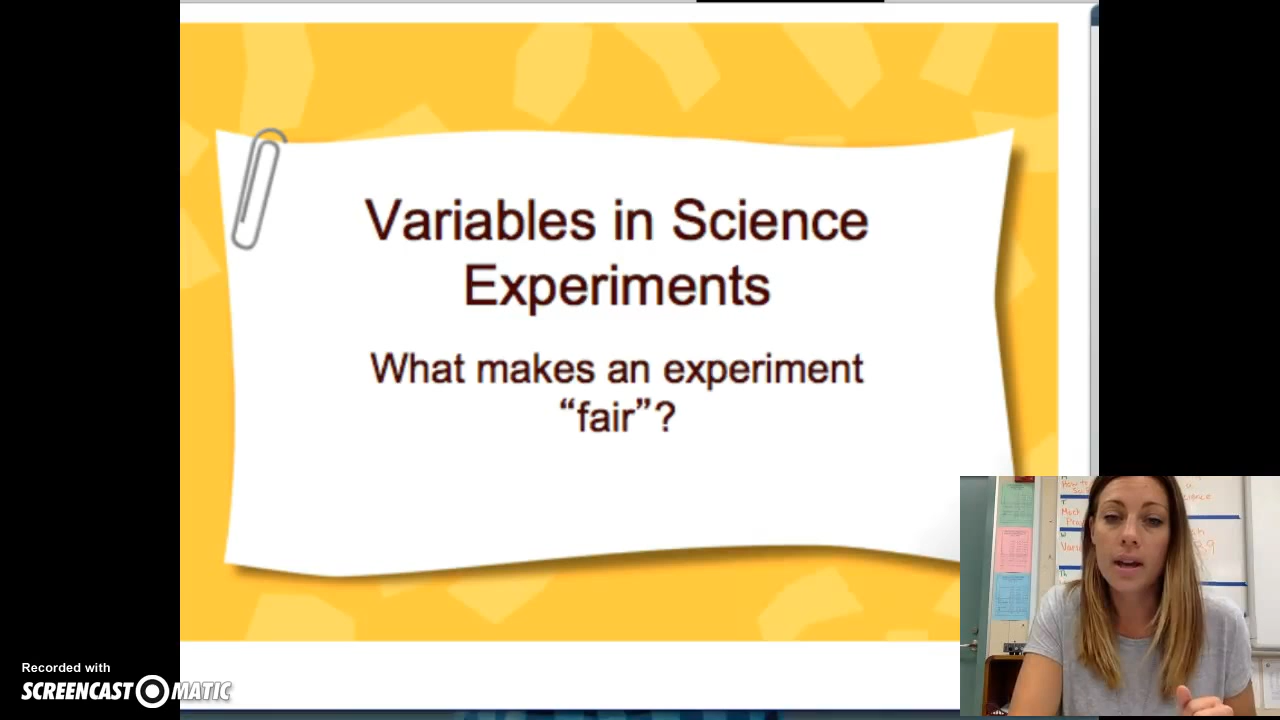 Variables in Science
Experiments
What makes an experiment
“fair”?
Recorded with
SCREENCAST MATIC